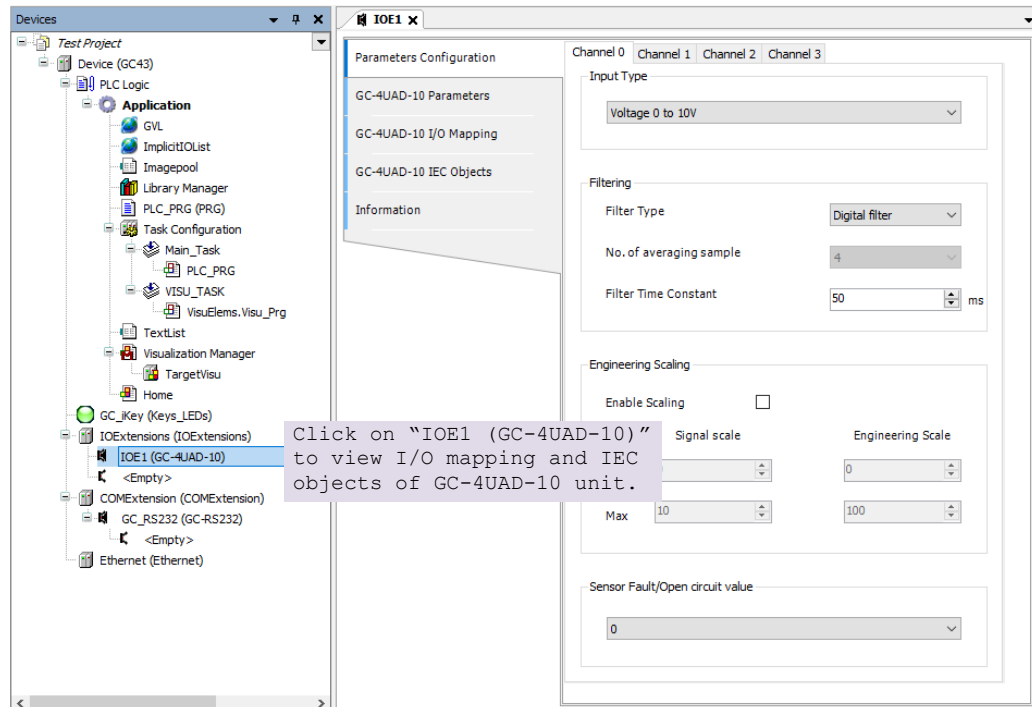 Devices
Test Project
Device (GC43)
PLC Logic
Application
GVL
ImplicitIOList
Imagepool
Library Manager
PLC_PRG (PRG)
Task Configuration
Main_Task
PLC_PRG
VISU_TASK
VisuElems.Visu_Prg
TextList
Visualization Manager
TargetVisu
Home
GC_iKey (Keys_LEDs)
IOExtensions (IOExtensions)
IOE1 (GC-4UAD-10)
<Empty>
COMExtension (COMExtension)
GC_RS232 (GC-RS232)
<Empty>
Ethernet (Ethernet)
Click on “IOE1 (GC-4UAD-10)”
to view I/O mapping and IEC
objects of GC-4UAD-10 unit.
IOE1
Parameters Configuration
GC-4UAD-10 Parameters
GC-4UAD-10 I/O Mapping
GC-4UAD-10 IEC Objects
Information
Channel 0 Channel 1 Channel 2 Channel 3
Input Type
Voltage 0 to 10V
Filtering
Filter Type Digital filter
No. of averaging sample 4
Filter Time Constant 50 ms
Engineering Scaling
Enable Scaling
Signal scale Engineering Scale
0
Max 10 100
Sensor Fault/Open circuit value
0